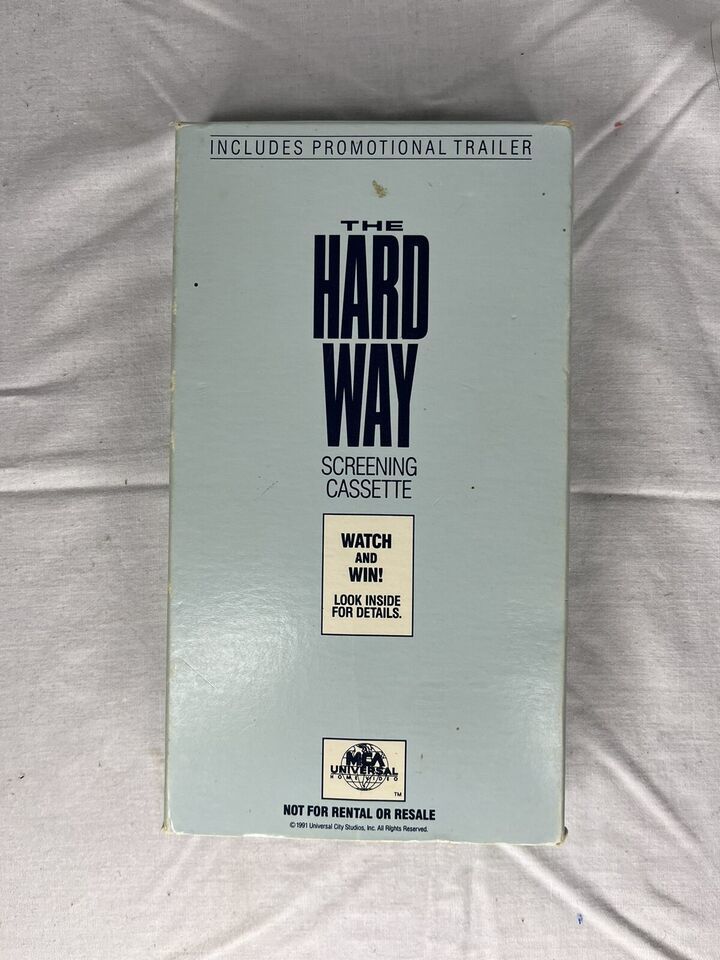 INCLUDES PROMOTIONAL TRAILER
THE
HARD
WAY
SCREENING
CASSETTE
WATCH
AND
WIN!
LOOK INSIDE
FOR DETAILS.
MCA
UNIVERSAL
HOME VIDEO
TM
NOT FOR RENTAL OR RESALE
© 1991 Universal City Studios, Inc. All Rights Reserved.